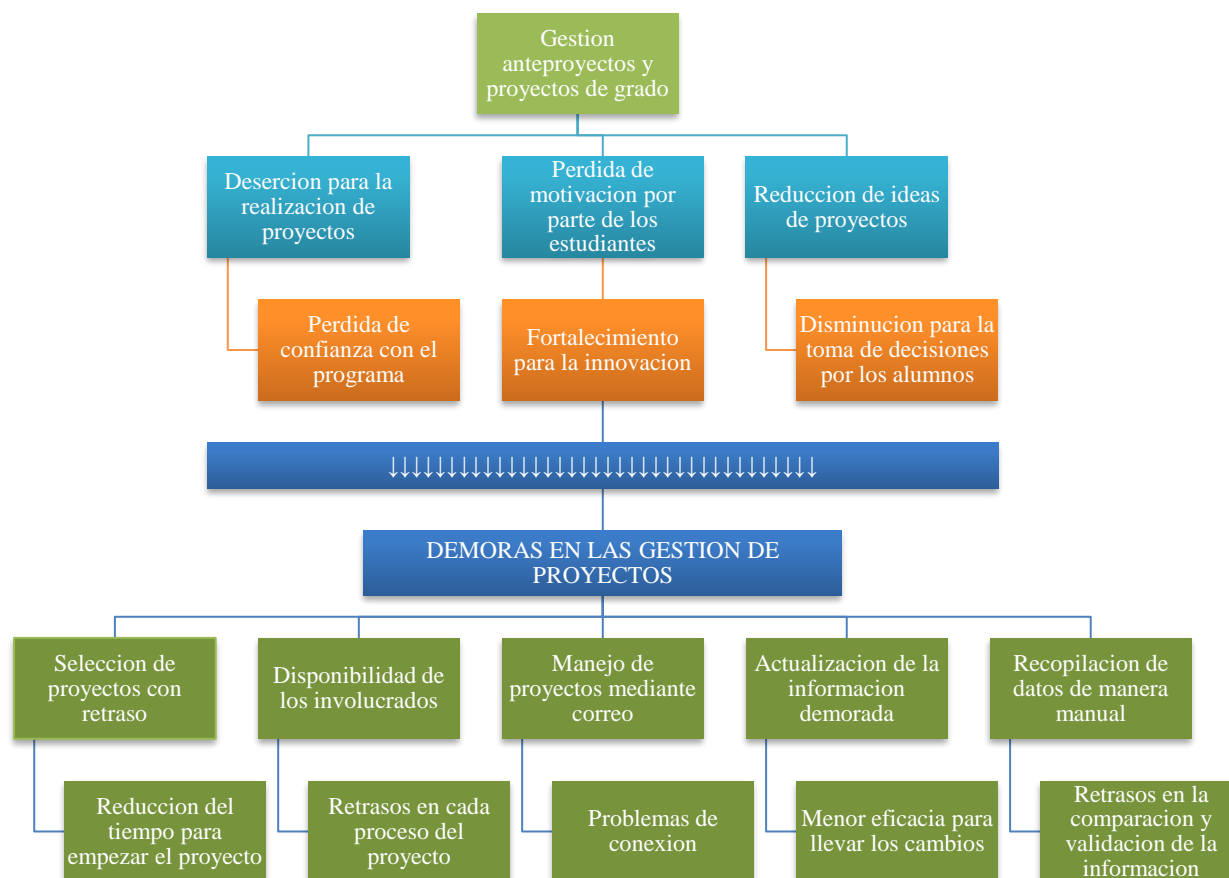 Gestion
anteproyectos y
proyectos de grado
Desercion para la
realizacion de
proyectos
Perdida de
motivacion por
parte de los
estudiantes
Reduccion de ideas
de proyectos
Perdida de
confianza con el
programa
Fortalecimiento
para la innovacion
Disminucion para la
toma de decisiones
por los alumnos
↓↓↓↓↓↓↓↓↓↓↓↓↓↓↓↓↓↓↓↓↓↓↓↓↓↓↓↓↓↓↓↓↓↓↓↓↓
DEMORAS EN LAS GESTION DE
PROYECTOS
Seleccion de
proyectos con
retraso
Disponibilidad de
los involucrados
Manejo de
proyectos mediante
correo
Actualizacion de la
informacion
demorada
Recopilacion de
datos de manera
manual
Reduccion del
tiempo para
empezar el proyecto
Retrasos en cada
proceso del
proyecto
Problemas de
conexion
Menor eficacia para
llevar los cambios
Retrasos en la
comparacion y
validacion de la
informacion